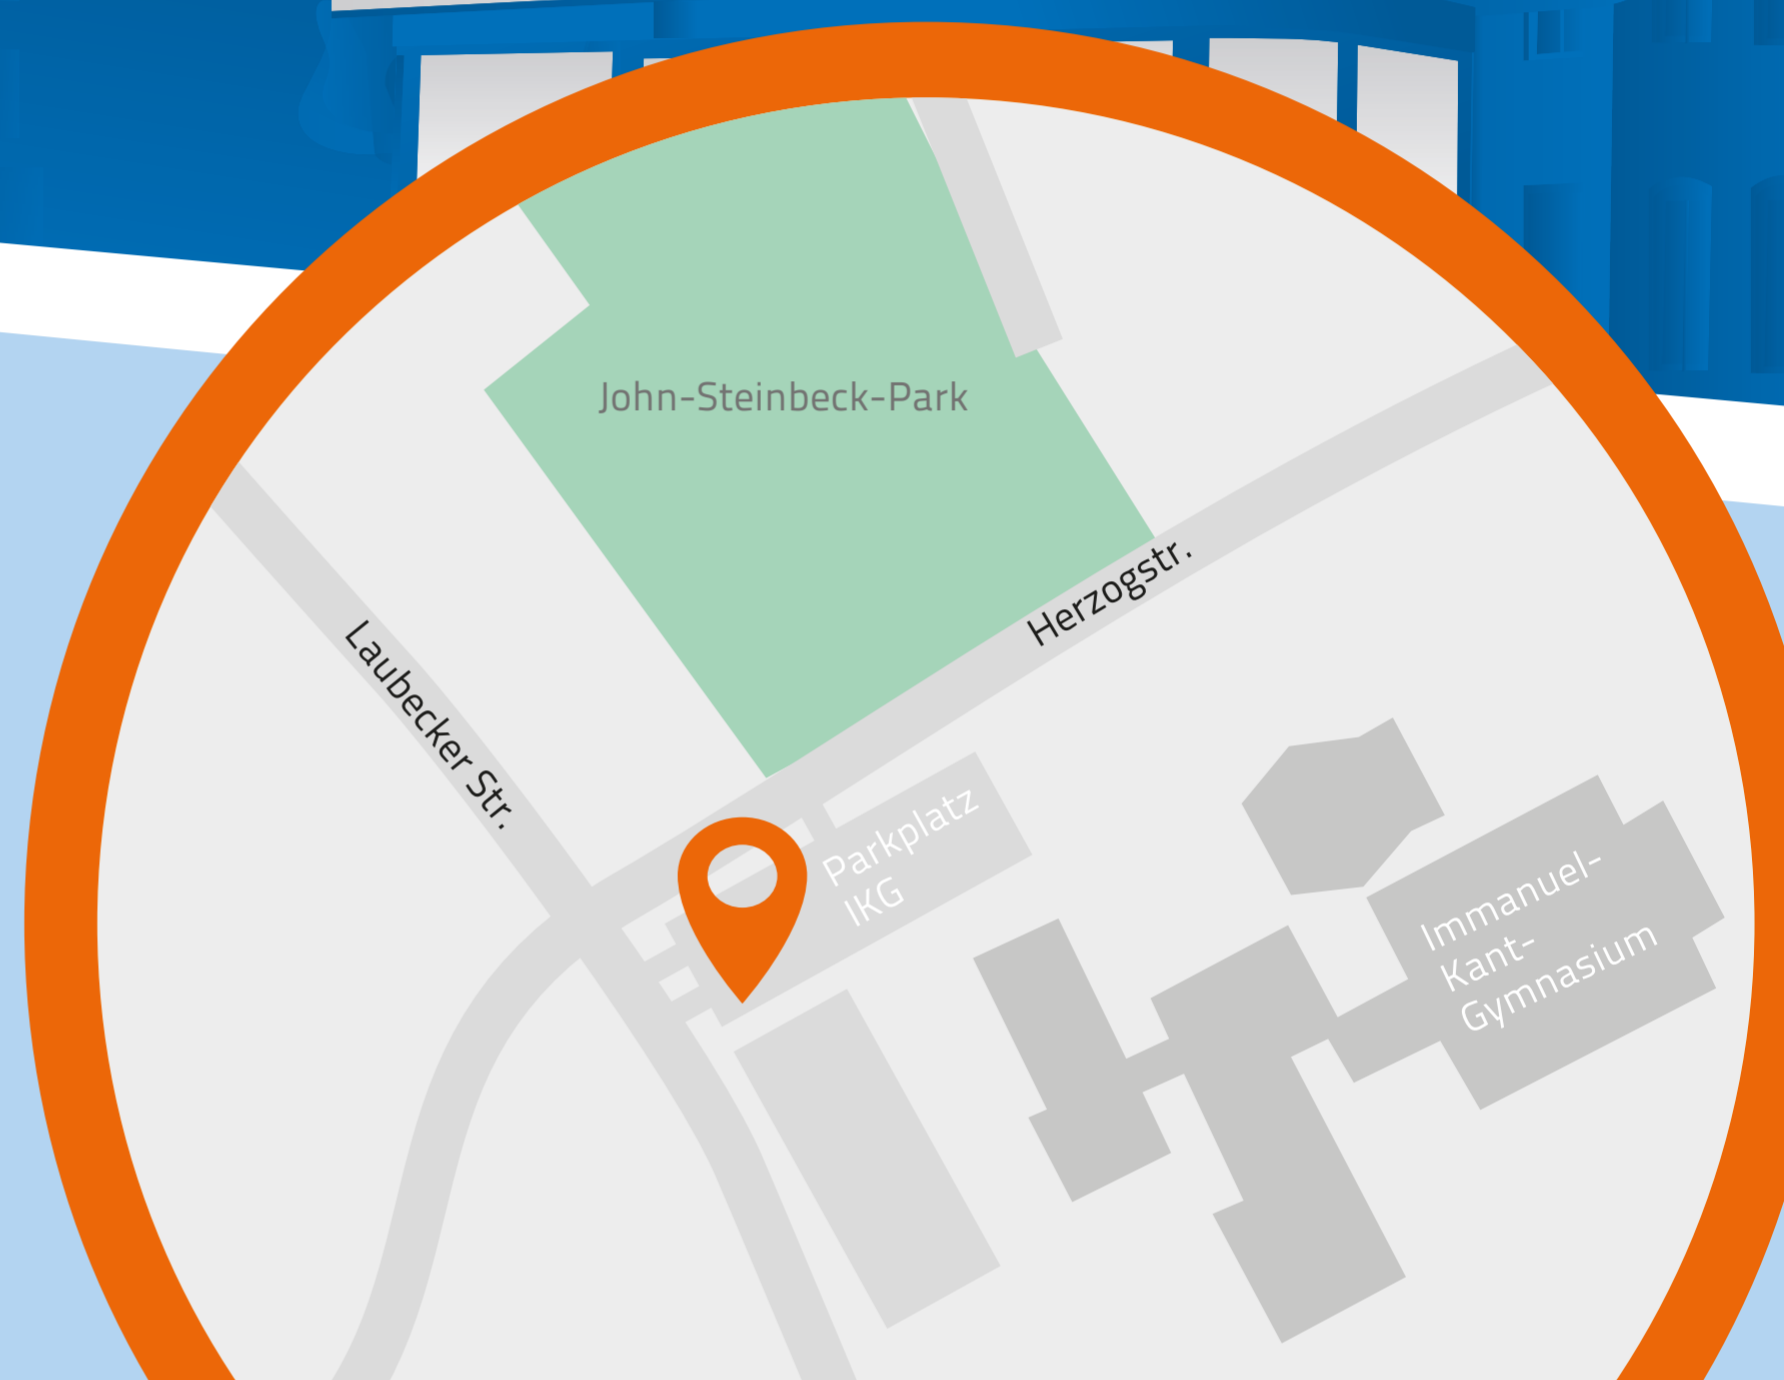 John-Steinbeck-Park
Herzogstr.
Laubecker Str.
Parkplatz
IKG
Immanuel-
Kant-
Gymnasium